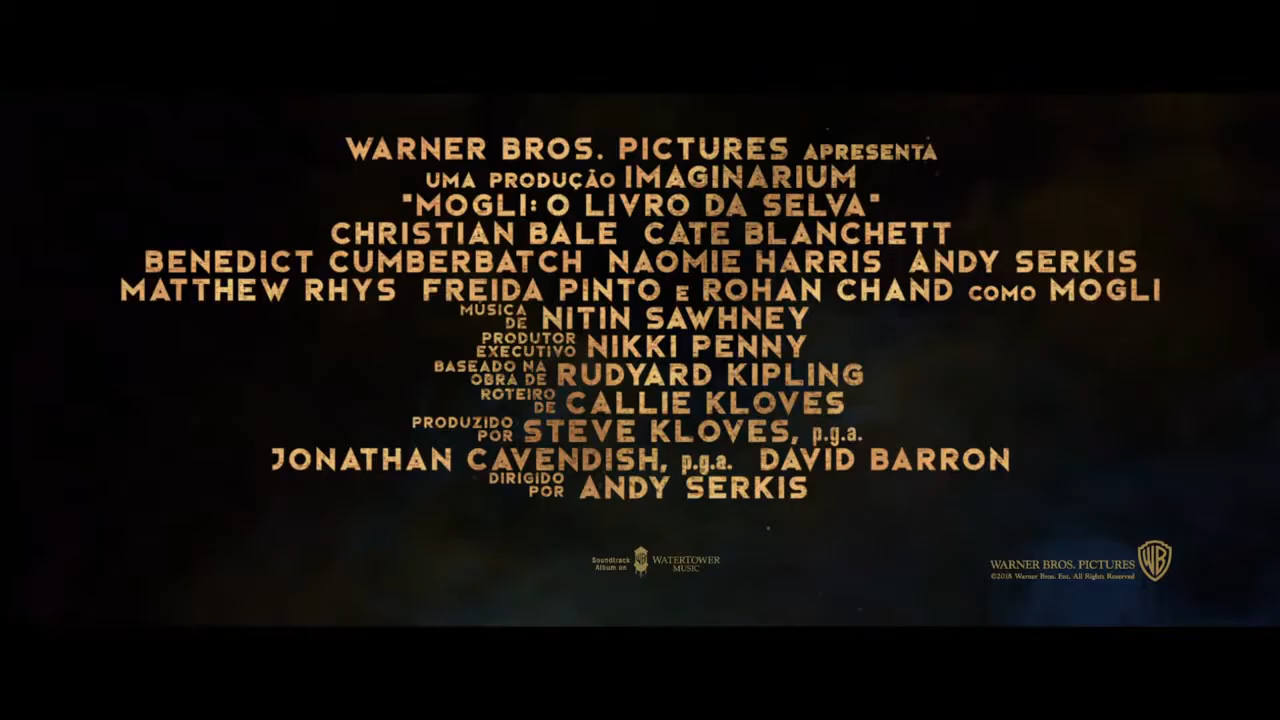 WARNER BROS. PICTURES APRESENTA
UMA PRODUÇÃO IMAGINARIUM
"MOGLI: O LIVRO DA SELVA"
CHRISTIAN BALE CATE BLANCHETT
BENEDICT CUMBERBATCH NAOMIE HARRIS ANDY SERKIS
MATTHEW RHYS FREIDA PINTO E ROHAN CHAND COMO MOGLI
MÚSICA DE NITIN SAWHNEY
PRODUTOR EXECUTIVO NIKKI PENNY
BASEADO NA OBRA DE RUDYARD KIPLING
ROTEIRO DE CALLIE KLOVES
PRODUZIDO POR STEVE KLOVES, p.g.a.
JONATHAN CAVENDISH, p.g.a. DAVID BARRON
DIRIGIDO POR ANDY SERKIS
Soundtrack Album on WB WATERTOWER MUSIC
WARNER BROS. PICTURES WB
©2018 Warner Bros. Ent. All Rights Reserved